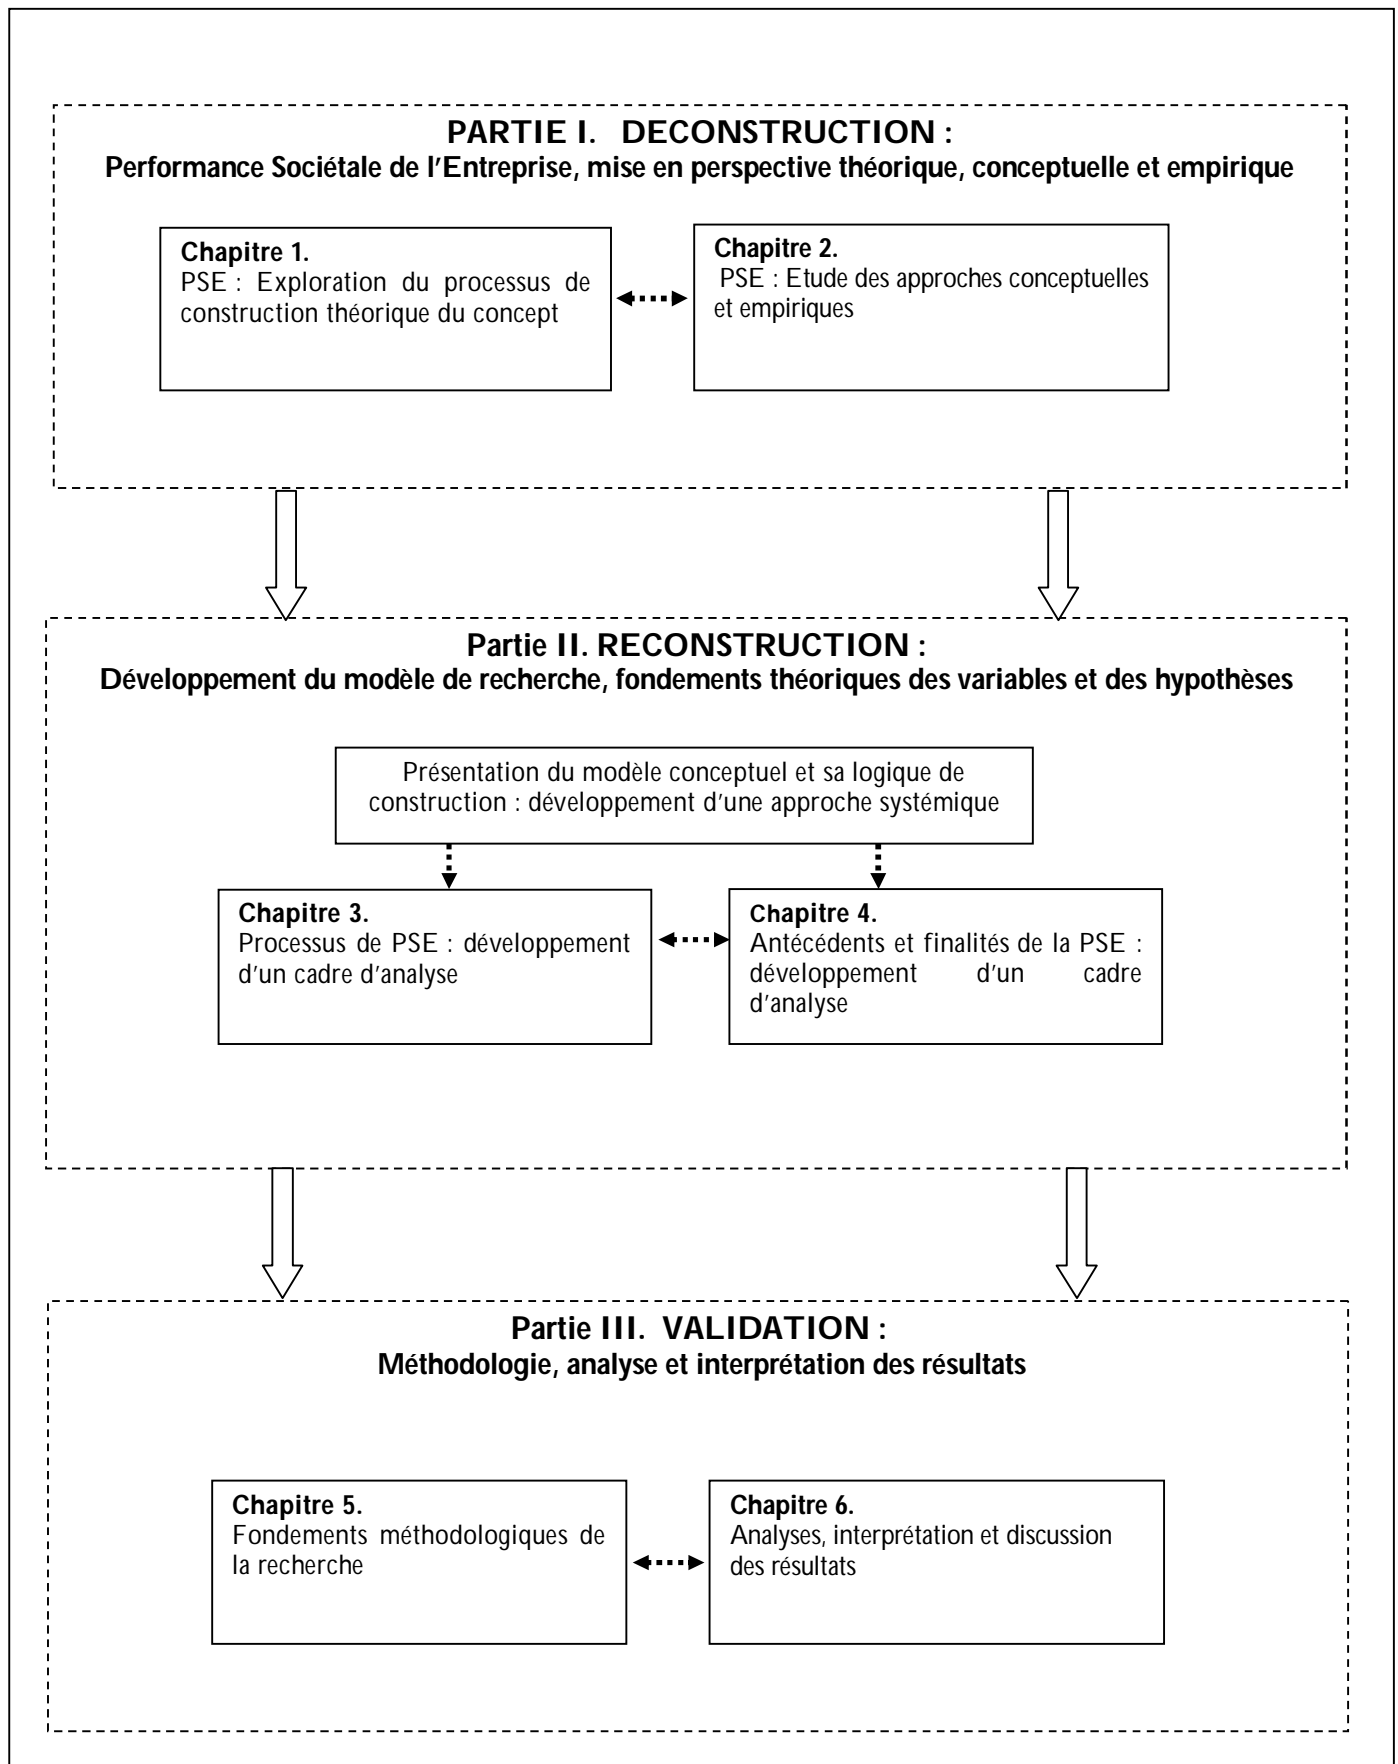 PARTIE I. DECONSTRUCTION :
Performance Sociétale de l'Entreprise, mise en perspective théorique, conceptuelle et empirique
Chapitre 1.
PSE : Exploration du processus de
construction théorique du concept
Chapitre 2.
PSE : Etude des approches conceptuelles
et empiriques
Partie II. RECONSTRUCTION :
Développement du modèle de recherche, fondements théoriques des variables et des hypothèses
Présentation du modèle conceptuel et sa logique de
construction : développement d'une approche systémique
Chapitre 3.
Processus de PSE : développement
d'un cadre d'analyse
Chapitre 4.
Antécédents et finalités de la PSE :
développement d'un cadre
d'analyse
Partie III. VALIDATION :
Méthodologie, analyse et interprétation des résultats
Chapitre 5.
Fondements méthodologiques de
la recherche
Chapitre 6.
Analyses, interprétation et discussion
des résultats